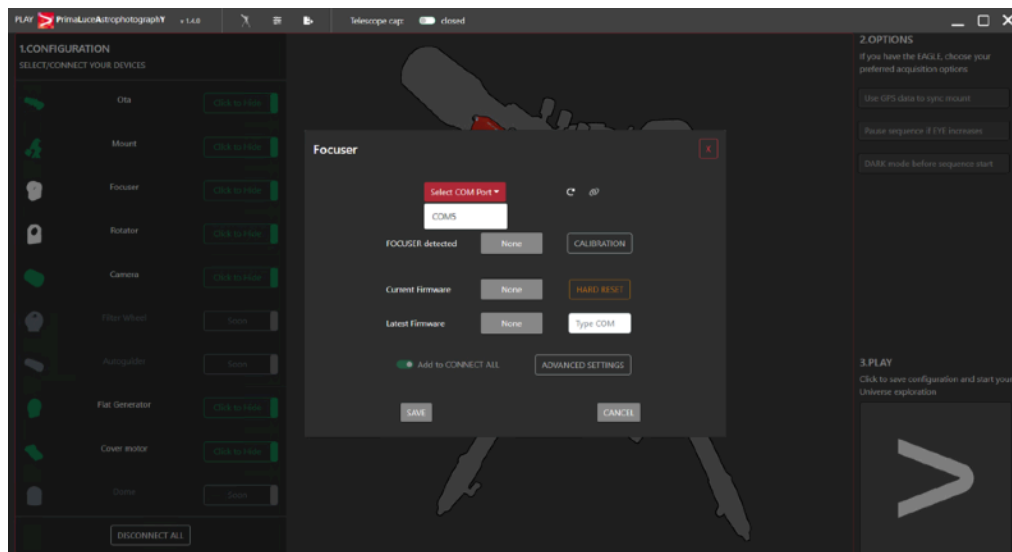 PLAY PrimaLuceAstrophotographY v 1.4.0 Telescope cap: closed
1.CONFIGURATION
SELECT/CONNECT YOUR DEVICES
Ota Click to Hide
Mount Click to Hide
Focuser Click to Hide
Rotator Click to Hide
Camera Click to Hide
Filter Wheel Soon
Autoguider Soon
Flat Generator Click to Hide
Cover motor Click to Hide
Dome Soon
DISCONNECT ALL
Focuser X
Select COM Port
COM5
FOCUSER detected None CALIBRATION
Current Firmware None HARD RESET
Latest Firmware None Type COM
Add to CONNECT ALL ADVANCED SETTINGS
SAVE CANCEL
2.OPTIONS
If you have the EAGLE, choose your
preferred acquisition options
Use GPS data to sync mount
Pause sequence if EYE increases
DARK mode before sequence start
3.PLAY
Click to save configuration and start your
Universe exploration